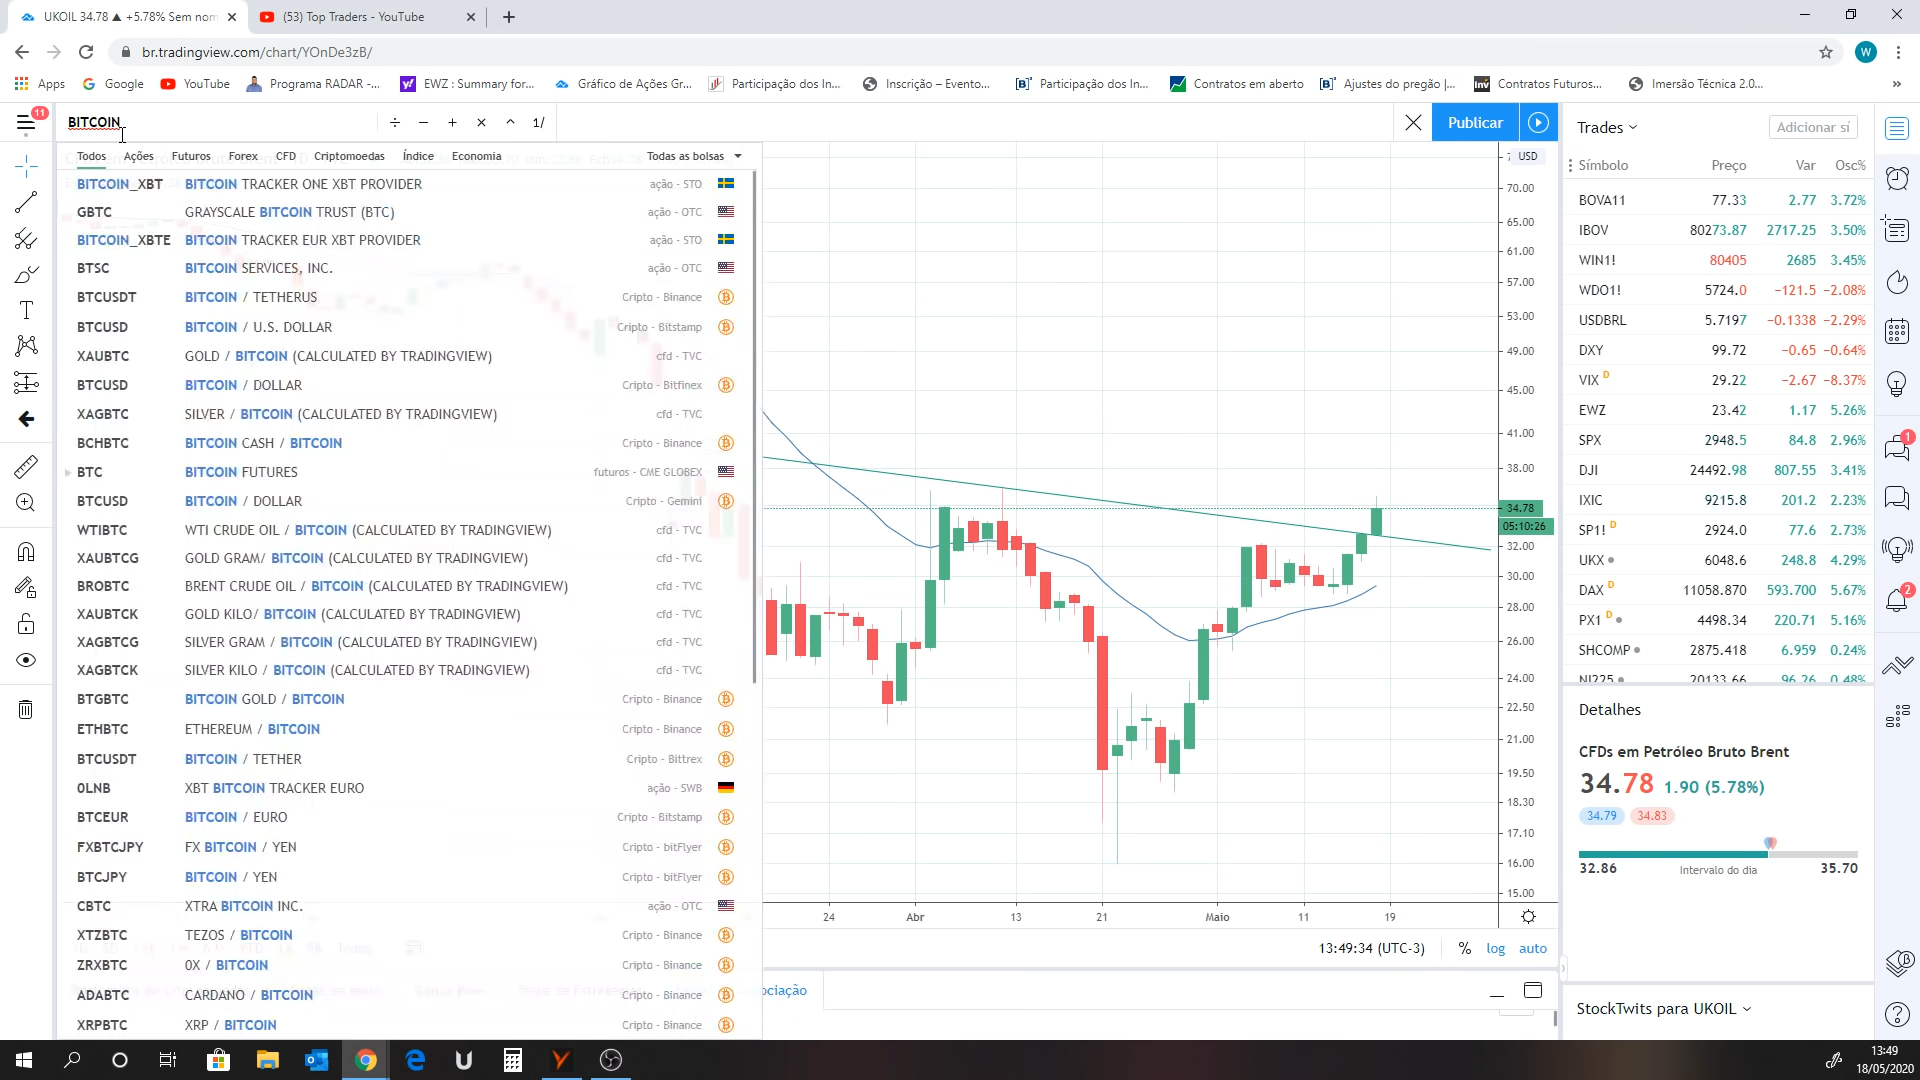 UKOIL 34.78 ▲ +5.78% Sem nom
(53) Top Traders - YouTube
br.tradingview.com/chart/YOnDe3zB/
W
Apps
Google
YouTube
Programa RADAR -...
EWZ : Summary for...
Gráfico de Ações Gr...
Participação dos In...
Inscrição – Evento...
Participação dos In...
Contratos em aberto
Ajustes do pregão |...
Contratos Futuros...
Imersão Técnica 2.0...
»
11
BITCOIN
÷ − + × ^ 1/
Publicar
Todos Ações Futuros Forex CFD Criptomoedas Índice Economia Todas as bolsas
BITCOIN_XBT BITCOIN TRACKER ONE XBT PROVIDER ação - STO
GBTC GRAYSCALE BITCOIN TRUST (BTC) ação - OTC
BITCOIN_XBTE BITCOIN TRACKER EUR XBT PROVIDER ação - STO
BTSC BITCOIN SERVICES, INC. ação - OTC
BTCUSDT BITCOIN / TETHERUS Cripto - Binance
BTCUSD BITCOIN / U.S. DOLLAR Cripto - Bitstamp
XAUBTC GOLD / BITCOIN (CALCULATED BY TRADINGVIEW) cfd - TVC
BTCUSD BITCOIN / DOLLAR Cripto - Bitfinex
XAGBTC SILVER / BITCOIN (CALCULATED BY TRADINGVIEW) cfd - TVC
BCHBTC BITCOIN CASH / BITCOIN Cripto - Binance
BTC BITCOIN FUTURES futuros - CME GLOBEX
BTCUSD BITCOIN / DOLLAR Cripto - Gemini
WTIBTC WTI CRUDE OIL / BITCOIN (CALCULATED BY TRADINGVIEW) cfd - TVC
XAUBTCG GOLD GRAM/ BITCOIN (CALCULATED BY TRADINGVIEW) cfd - TVC
BROBTC BRENT CRUDE OIL / BITCOIN (CALCULATED BY TRADINGVIEW) cfd - TVC
XAUBTCK GOLD KILO/ BITCOIN (CALCULATED BY TRADINGVIEW) cfd - TVC
XAGBTCG SILVER GRAM / BITCOIN (CALCULATED BY TRADINGVIEW) cfd - TVC
XAGBTCK SILVER KILO / BITCOIN (CALCULATED BY TRADINGVIEW) cfd - TVC
BTGBTC BITCOIN GOLD / BITCOIN Cripto - Binance
ETHBTC ETHEREUM / BITCOIN Cripto - Binance
BTCUSDT BITCOIN / TETHER Cripto - Bittrex
0LNB XBT BITCOIN TRACKER EURO ação - SWB
BTCEUR BITCOIN / EURO Cripto - Bitstamp
FXBTCJPY FX BITCOIN / YEN Cripto - bitFlyer
BTCJPY BITCOIN / YEN Cripto - bitFlyer
CBTC XTRA BITCOIN INC. ação - OTC
XTZBTC TEZOS / BITCOIN Cripto - Binance
ZRXBTC 0X / BITCOIN Cripto - Binance
ADABTC CARDANO / BITCOIN Cripto - Binance
XRPBTC XRP / BITCOIN Cripto - Binance
USD
70.00
65.00
61.00
57.00
53.00
49.00
45.00
41.00
38.00
34.78
05:10:26
32.00
30.00
28.00
26.00
24.00
22.50
21.00
19.50
18.30
17.10
16.00
15.00
24 Abr 13 21 Maio 11 19
13:49:34 (UTC-3) % log auto
ociação
Trades
Adicionar sí
Símbolo Preço Var Osc%
BOVA11 77.33 2.77 3.72%
IBOV 80273.87 2717.25 3.50%
WIN1! 80405 2685 3.45%
WDO1! 5724.0 −121.5 −2.08%
USDBRL 5.7197 −0.1338 −2.29%
DXY 99.72 −0.65 −0.64%
VIX D 29.22 −2.67 −8.37%
EWZ 23.42 1.17 5.26%
SPX 2948.5 84.8 2.96%
DJI 24492.98 807.55 3.41%
IXIC 9215.8 201.2 2.23%
SP1! D 2924.0 77.6 2.73%
UKX 6048.6 248.8 4.29%
DAX D 11058.870 593.700 5.67%
PX1 D 4498.34 220.71 5.16%
SHCOMP 2875.418 6.959 0.24%
NI225 20133.66 96.26 0.48%
Detalhes
CFDs em Petróleo Bruto Brent
34.78 1.90 (5.78%)
34.79 34.83
32.86 Intervalo do dia 35.70
StockTwits para UKOIL
1
2
13:49
18/05/2020